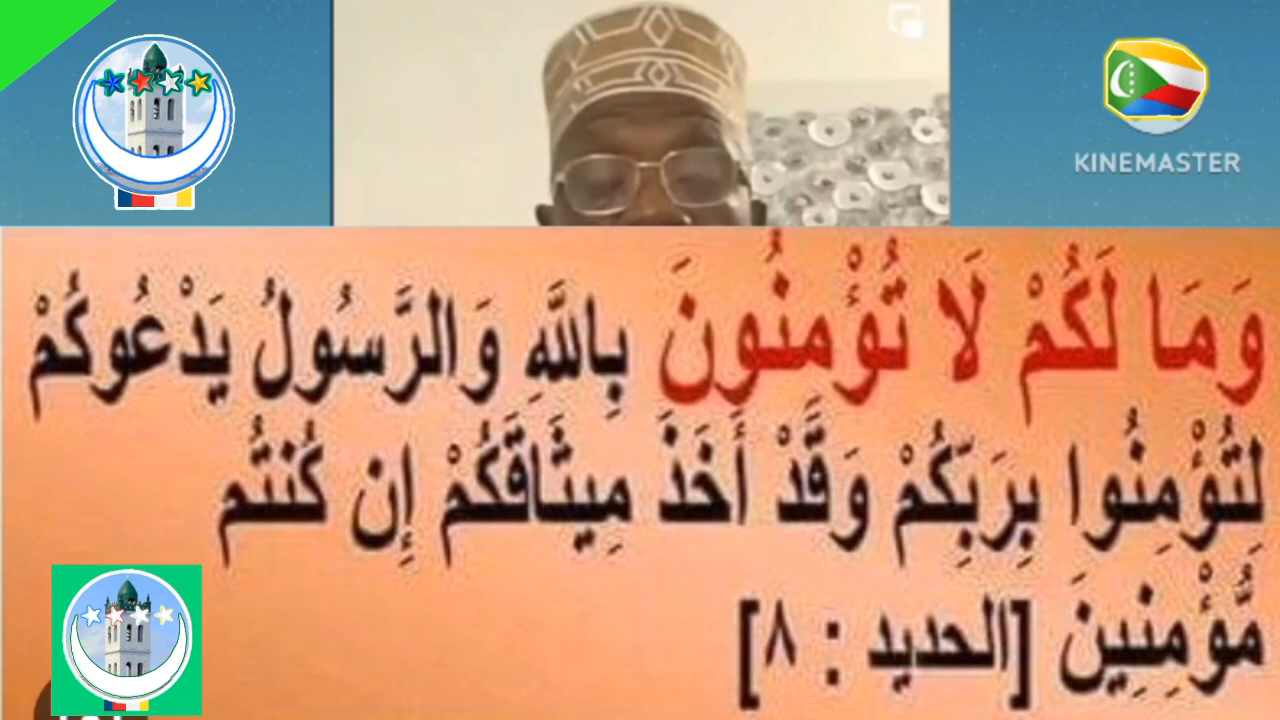 KINEMASTER
وَمَا لَكُمْ لَا تُؤْمِنُونَ بِاللَّهِ وَالرَّسُولُ يَدْعُوكُمْ
لِتُؤْمِنُوا بِرَبِّكُمْ وَقَدْ أَخَذَ مِيثَاقَكُمْ إِن كُنتُم
مُّؤْمِنِينَ [الحديد : ٨]